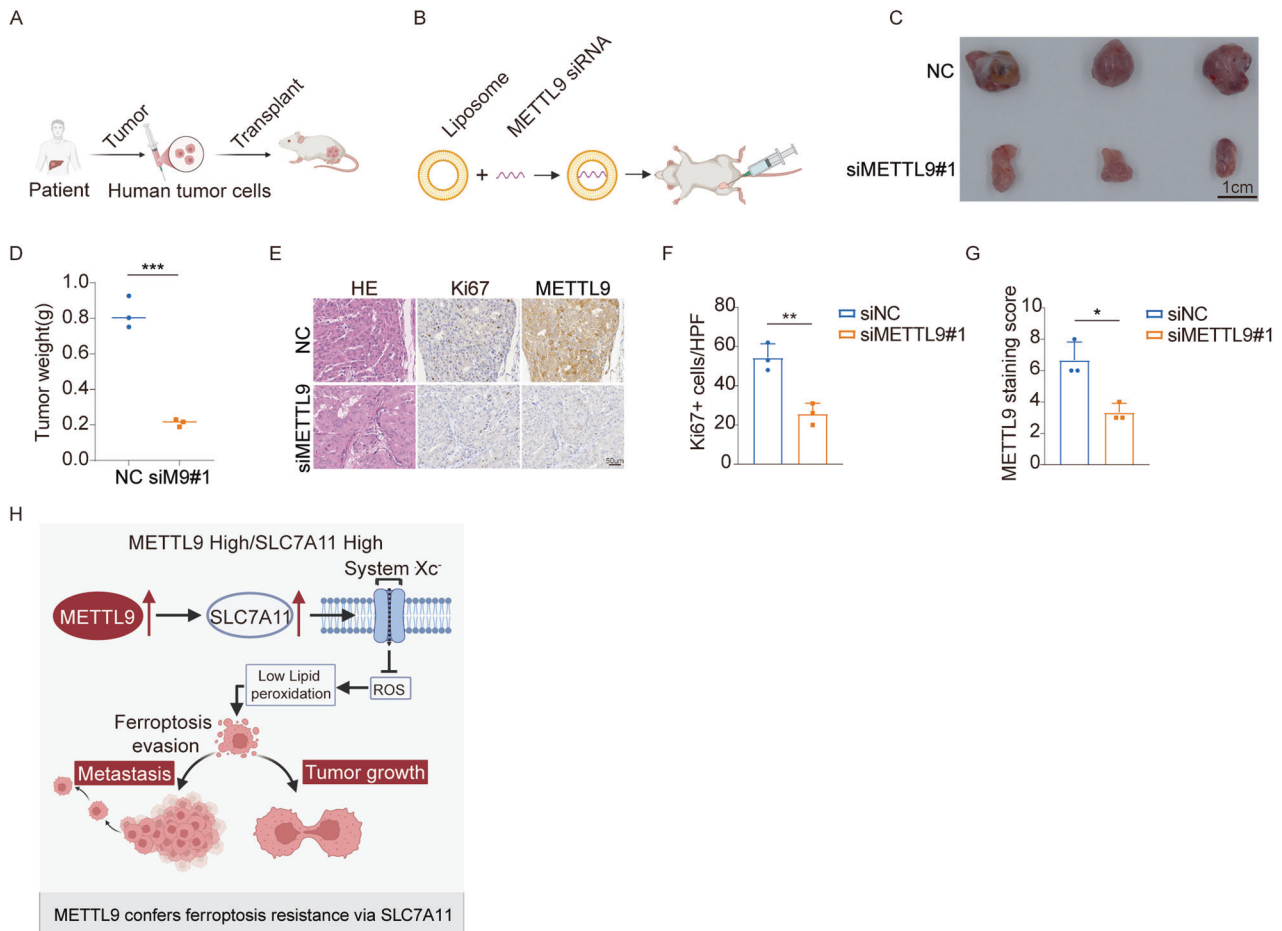 A
Tumor
Transplant
Patient
Human tumor cells
B
Liposome
METTL9 siRNA
+
C
NC
siMETTL9#1
1cm
D
***
Tumor weight(g)
1.0
0.8
0.6
0.4
0.2
0.0
NC siM9#1
E
HE Ki67 METTL9
NC
siMETTL9
50μm
F
siNC
siMETTL9#1
**
Ki67+ cells/HPF
80
60
40
20
0
G
siNC
siMETTL9#1
*
METTL9 staining score
10
8
6
4
2
0
H
METTL9 High/SLC7A11 High
System Xc-
METTL9
SLC7A11
Low Lipid
peroxidation
ROS
Ferroptosis
evasion
Metastasis
Tumor growth
METTL9 confers ferroptosis resistance via SLC7A11